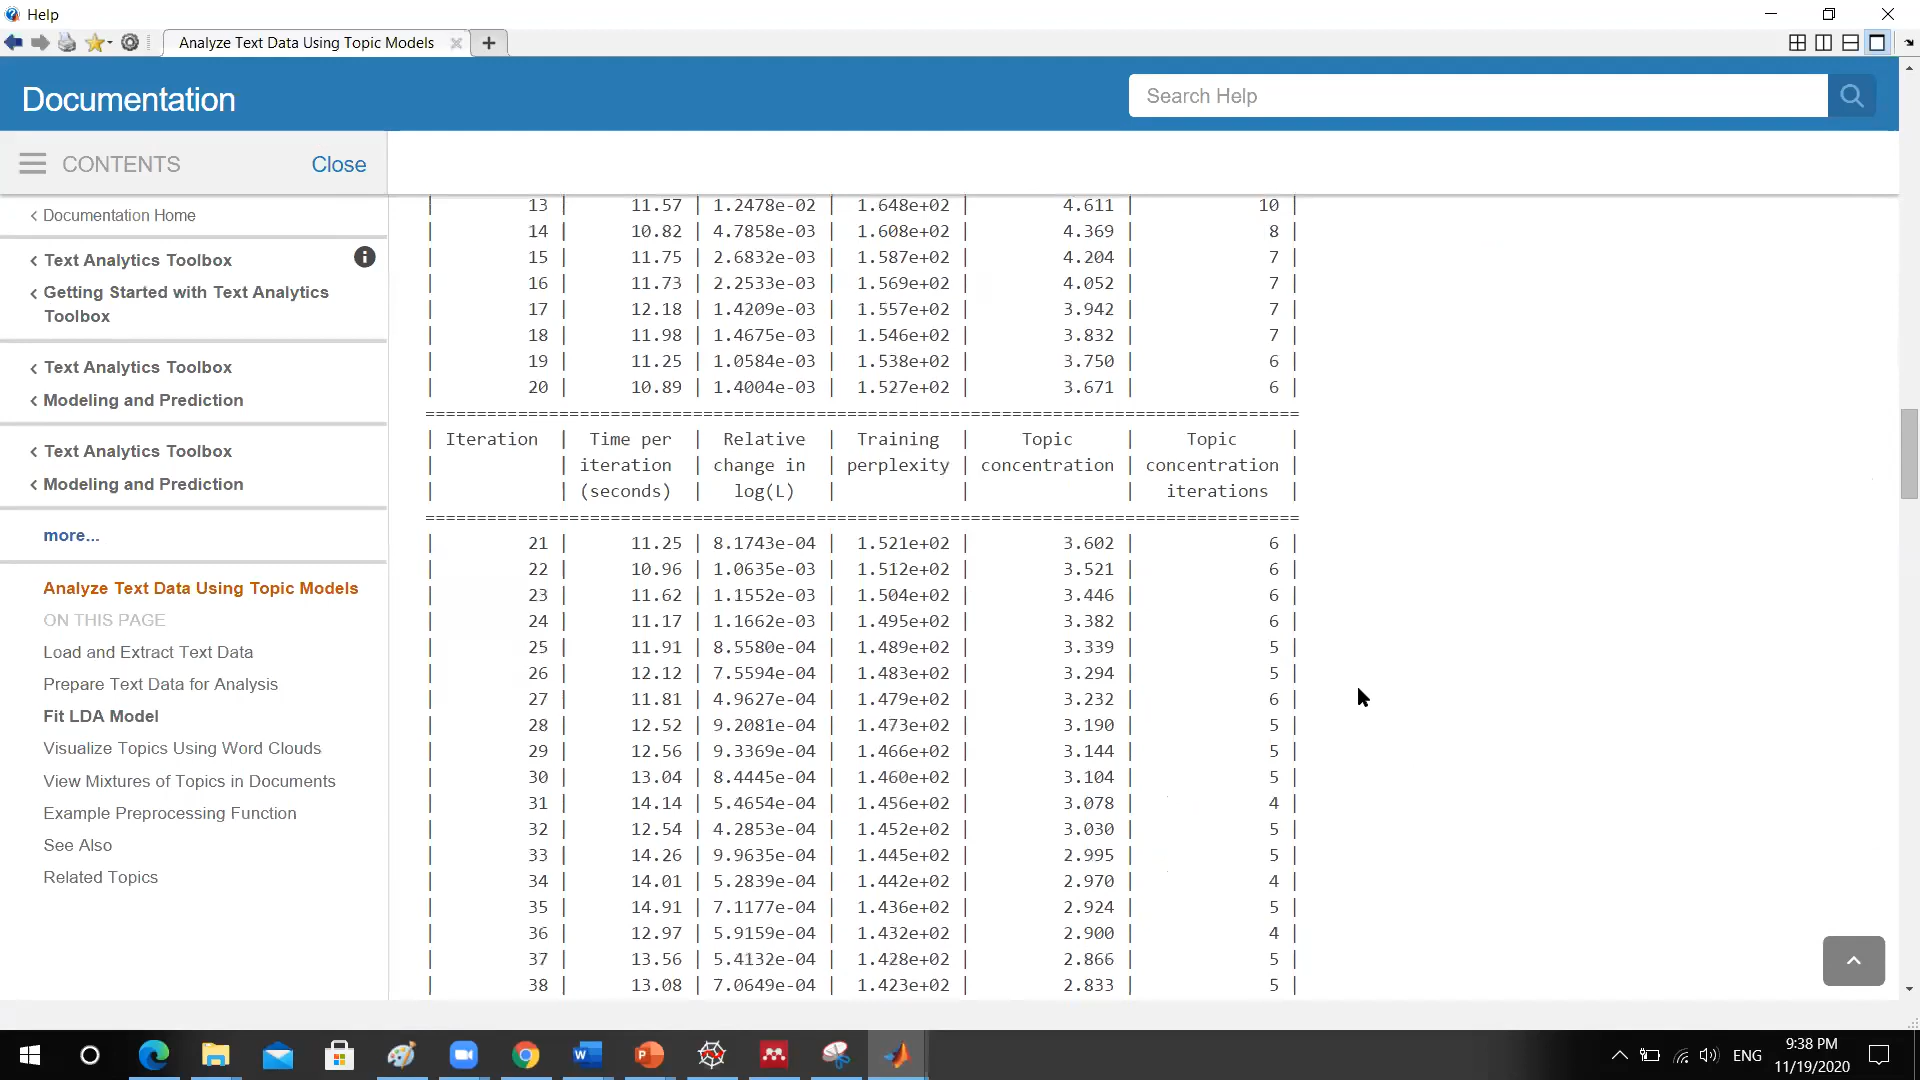 Help
Analyze Text Data Using Topic Models
Documentation
Search Help
CONTENTS Close
‹ Documentation Home
‹ Text Analytics Toolbox
‹ Getting Started with Text Analytics
Toolbox
‹ Text Analytics Toolbox
‹ Modeling and Prediction
‹ Text Analytics Toolbox
‹ Modeling and Prediction
more...
Analyze Text Data Using Topic Models
ON THIS PAGE
Load and Extract Text Data
Prepare Text Data for Analysis
Fit LDA Model
Visualize Topics Using Word Clouds
View Mixtures of Topics in Documents
Example Preprocessing Function
See Also
Related Topics
| 13 | 11.57 | 1.2478e-02 | 1.648e+02 | 4.611 | 10 |
| 14 | 10.82 | 4.7858e-03 | 1.608e+02 | 4.369 | 8 |
| 15 | 11.75 | 2.6832e-03 | 1.587e+02 | 4.204 | 7 |
| 16 | 11.73 | 2.2533e-03 | 1.569e+02 | 4.052 | 7 |
| 17 | 12.18 | 1.4209e-03 | 1.557e+02 | 3.942 | 7 |
| 18 | 11.98 | 1.4675e-03 | 1.546e+02 | 3.832 | 7 |
| 19 | 11.25 | 1.0584e-03 | 1.538e+02 | 3.750 | 6 |
| 20 | 10.89 | 1.4004e-03 | 1.527e+02 | 3.671 | 6 |
=====================================================================================
| Iteration | Time per | Relative | Training | Topic | Topic |
| | iteration | change in | perplexity | concentration | concentration |
| | (seconds) | log(L) | | | iterations |
=====================================================================================
| 21 | 11.25 | 8.1743e-04 | 1.521e+02 | 3.602 | 6 |
| 22 | 10.96 | 1.0635e-03 | 1.512e+02 | 3.521 | 6 |
| 23 | 11.62 | 1.1552e-03 | 1.504e+02 | 3.446 | 6 |
| 24 | 11.17 | 1.1662e-03 | 1.495e+02 | 3.382 | 6 |
| 25 | 11.91 | 8.5580e-04 | 1.489e+02 | 3.339 | 5 |
| 26 | 12.12 | 7.5594e-04 | 1.483e+02 | 3.294 | 5 |
| 27 | 11.81 | 4.9627e-04 | 1.479e+02 | 3.232 | 6 |
| 28 | 12.52 | 9.2081e-04 | 1.473e+02 | 3.190 | 5 |
| 29 | 12.56 | 9.3369e-04 | 1.466e+02 | 3.144 | 5 |
| 30 | 13.04 | 8.4445e-04 | 1.460e+02 | 3.104 | 5 |
| 31 | 14.14 | 5.4654e-04 | 1.456e+02 | 3.078 | 4 |
| 32 | 12.54 | 4.2853e-04 | 1.452e+02 | 3.030 | 5 |
| 33 | 14.26 | 9.9635e-04 | 1.445e+02 | 2.995 | 5 |
| 34 | 14.01 | 5.2839e-04 | 1.442e+02 | 2.970 | 4 |
| 35 | 14.91 | 7.1177e-04 | 1.436e+02 | 2.924 | 5 |
| 36 | 12.97 | 5.9159e-04 | 1.432e+02 | 2.900 | 4 |
| 37 | 13.56 | 5.4132e-04 | 1.428e+02 | 2.866 | 5 |
| 38 | 13.08 | 7.0649e-04 | 1.423e+02 | 2.833 | 5 |
ENG
9:38 PM
11/19/2020